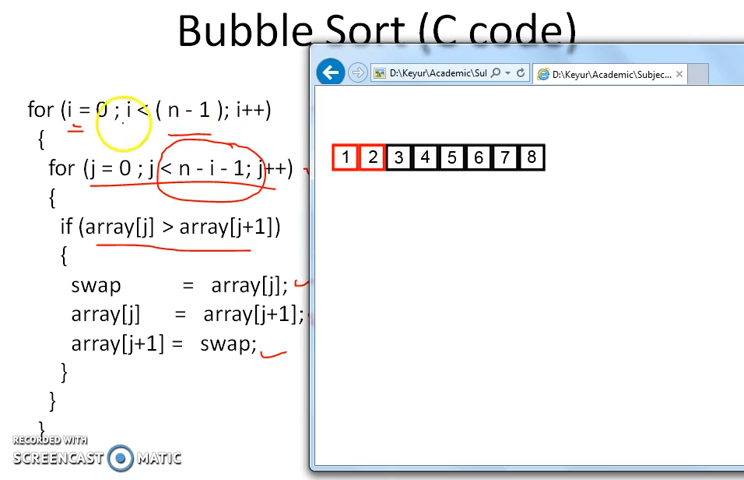 Bubble Sort (C code)
for (i = 0 ; i < ( n - 1 ); i++)
{
for (j = 0 ; j < n - i - 1; j++)
{
if (array[j] > array[j+1])
{
swap = array[j];
array[j] = array[j+1];
array[j+1] = swap;
}
}
}
D:\Keyur\Academic\Sul
D:\Keyur\Academic\Subjec...
1 2 3 4 5 6 7 8
RECORDED WITH
SCREENCAST MATIC